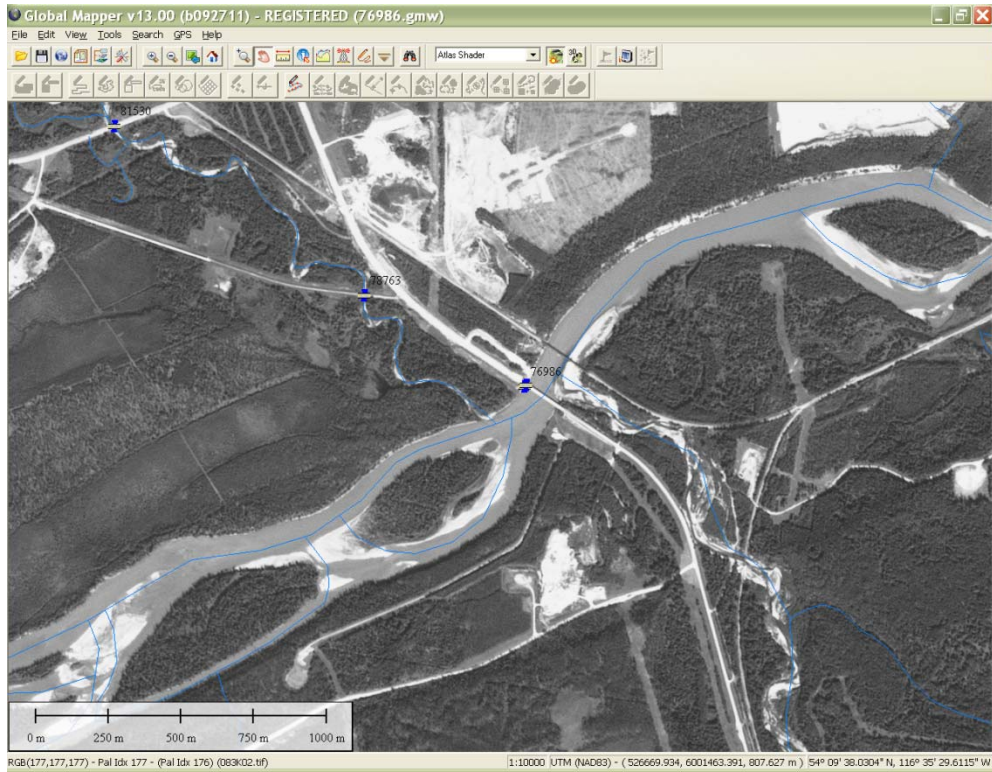 Global Mapper v13.00 (b092711) - REGISTERED (76986.gmw)
File Edit View Tools Search GPS Help
Atlas Shader
81530
78763
76986
0 m 250 m 500 m 750 m 1000 m
RGB(177,177,177) - Pal Idx 177 - (Pal Idx 176) (083K02.tif) 1:10000 UTM (NAD83) - ( 526669.934, 6001463.391, 807.627 m ) 54° 09' 38.0304" N, 116° 35' 29.6115" W